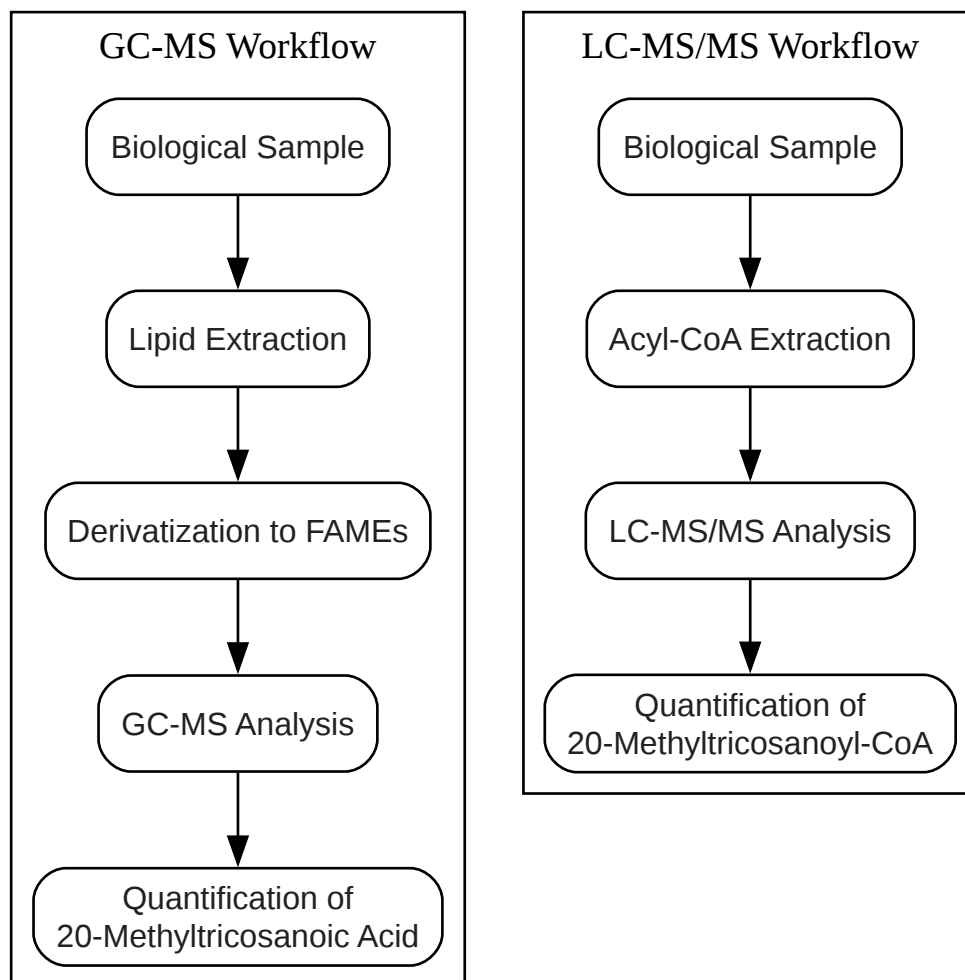 GC-MS Workflow
Biological Sample
Lipid Extraction
Derivatization to FAMEs
GC-MS Analysis
Quantification of
20-Methyltricosanoic Acid
LC-MS/MS Workflow
Biological Sample
Acyl-CoA Extraction
LC-MS/MS Analysis
Quantification of
20-Methyltricosanoyl-CoA